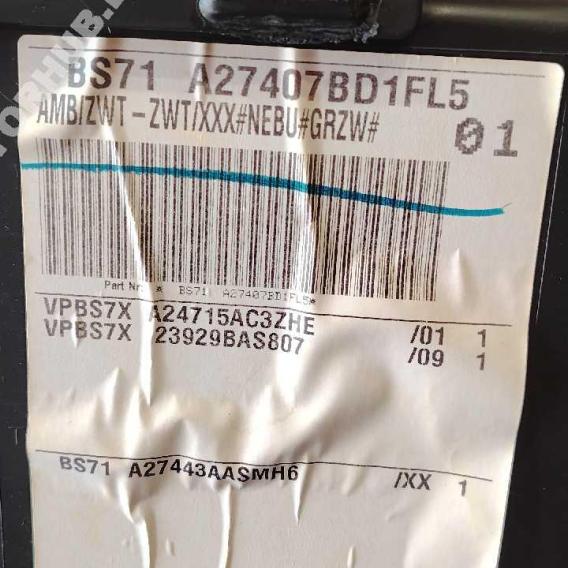 BS71 A27407BD1FL5
AMB/ZWT-ZWT/XXX#NEBU#GRZW# 01
Part Nr: * BS71 A27407BD1FL5*
VPBS7X A24715AC3ZHE /01 1
VPBS7X 23929BAS807 /09 1
BS71 A27443AASMH6 /XX 1